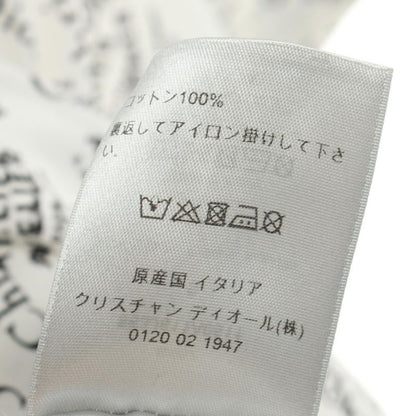 コットン100%
裏返してアイロン掛けして下さ
い。
原産国 イタリア
クリスチャン ディオール(株)
0120 02 1947